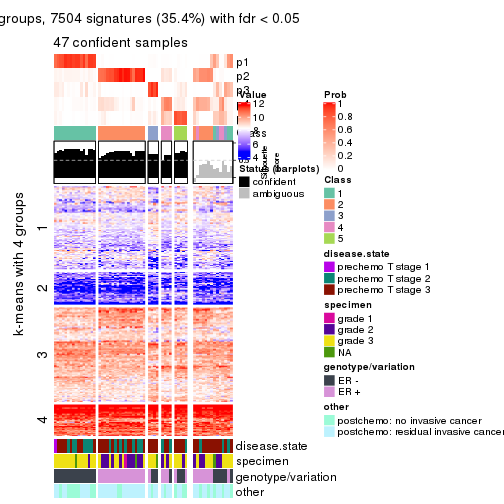 groups, 7504 signatures (35.4%) with fdr < 0.05
47 confident samples
p1
p2
p3
Value
12
10
8
6
4
Silhouette
score
Status (barplots)
confident
ambiguous
k-means with 4 groups
1
2
3
4
disease.state
specimen
genotype/variation
other
Prob
1
0.8
0.6
0.4
0.2
0
Class
1
2
3
4
5
disease.state
prechemo T stage 1
prechemo T stage 2
prechemo T stage 3
specimen
grade 1
grade 2
grade 3
NA
genotype/variation
ER -
ER +
other
postchemo: no invasive cancer
postchemo: residual invasive cancer